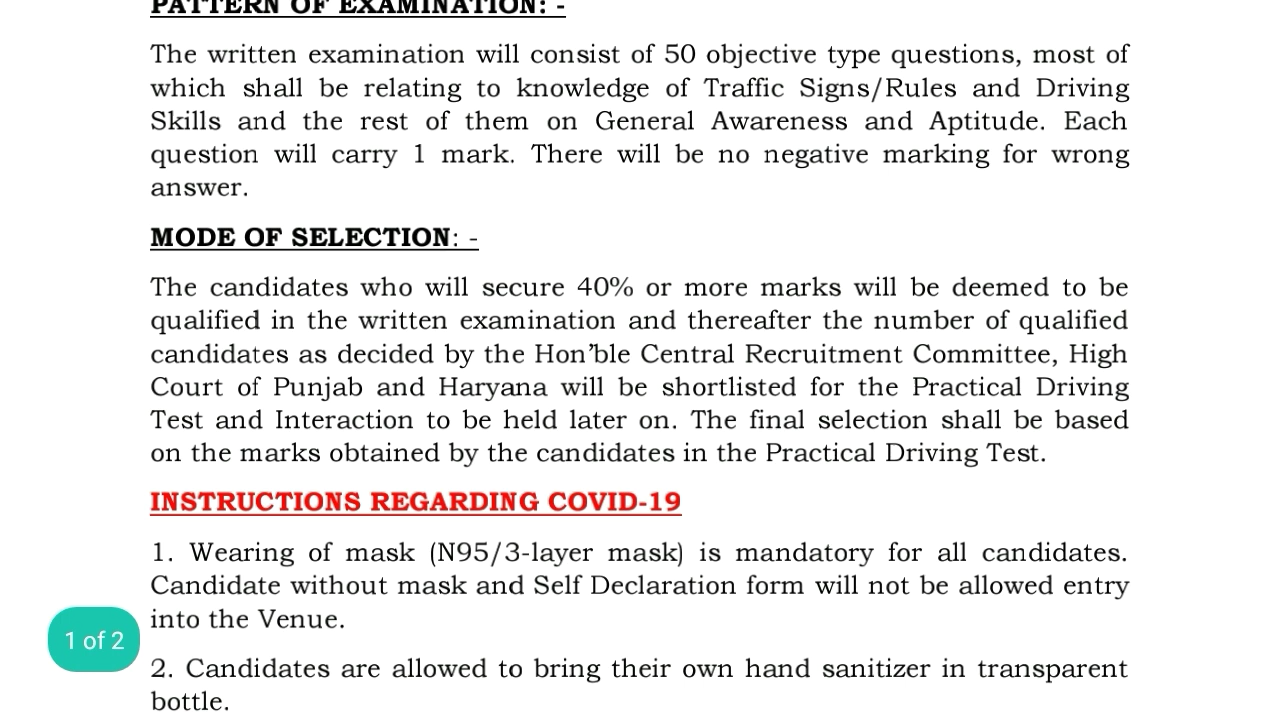 PATTERN OF EXAMINATION: -
The written examination will consist of 50 objective type questions, most of
which shall be relating to knowledge of Traffic Signs/Rules and Driving
Skills and the rest of them on General Awareness and Aptitude. Each
question will carry 1 mark. There will be no negative marking for wrong
answer.
MODE OF SELECTION: -
The candidates who will secure 40% or more marks will be deemed to be
qualified in the written examination and thereafter the number of qualified
candidates as decided by the Hon’ble Central Recruitment Committee, High
Court of Punjab and Haryana will be shortlisted for the Practical Driving
Test and Interaction to be held later on. The final selection shall be based
on the marks obtained by the candidates in the Practical Driving Test.
INSTRUCTIONS REGARDING COVID-19
1. Wearing of mask (N95/3-layer mask) is mandatory for all candidates.
Candidate without mask and Self Declaration form will not be allowed entry
into the Venue.
1 of 2
2. Candidates are allowed to bring their own hand sanitizer in transparent
bottle.